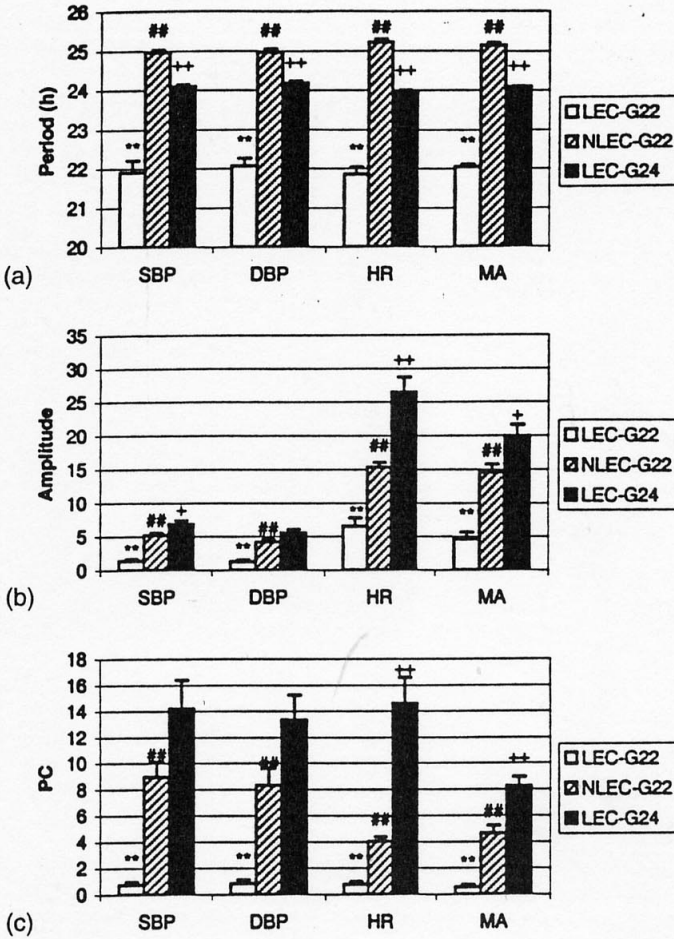 26
25
24
23
22
21
20
Period (h)
** ## ++
** ## ++
** ## ++
** ## ++
SBP DBP HR MA
LEC-G22
NLEC-G22
LEC-G24
(a)
35
30
25
20
15
10
5
0
Amplitude
** ## +
** ##
** ## ++
** ## +
SBP DBP HR MA
LEC-G22
NLEC-G22
LEC-G24
(b)
18
16
14
12
10
8
6
4
2
0
PC
** ##
** ##
** ## ++
** ## ++
SBP DBP HR MA
LEC-G22
NLEC-G22
LEC-G24
(c)